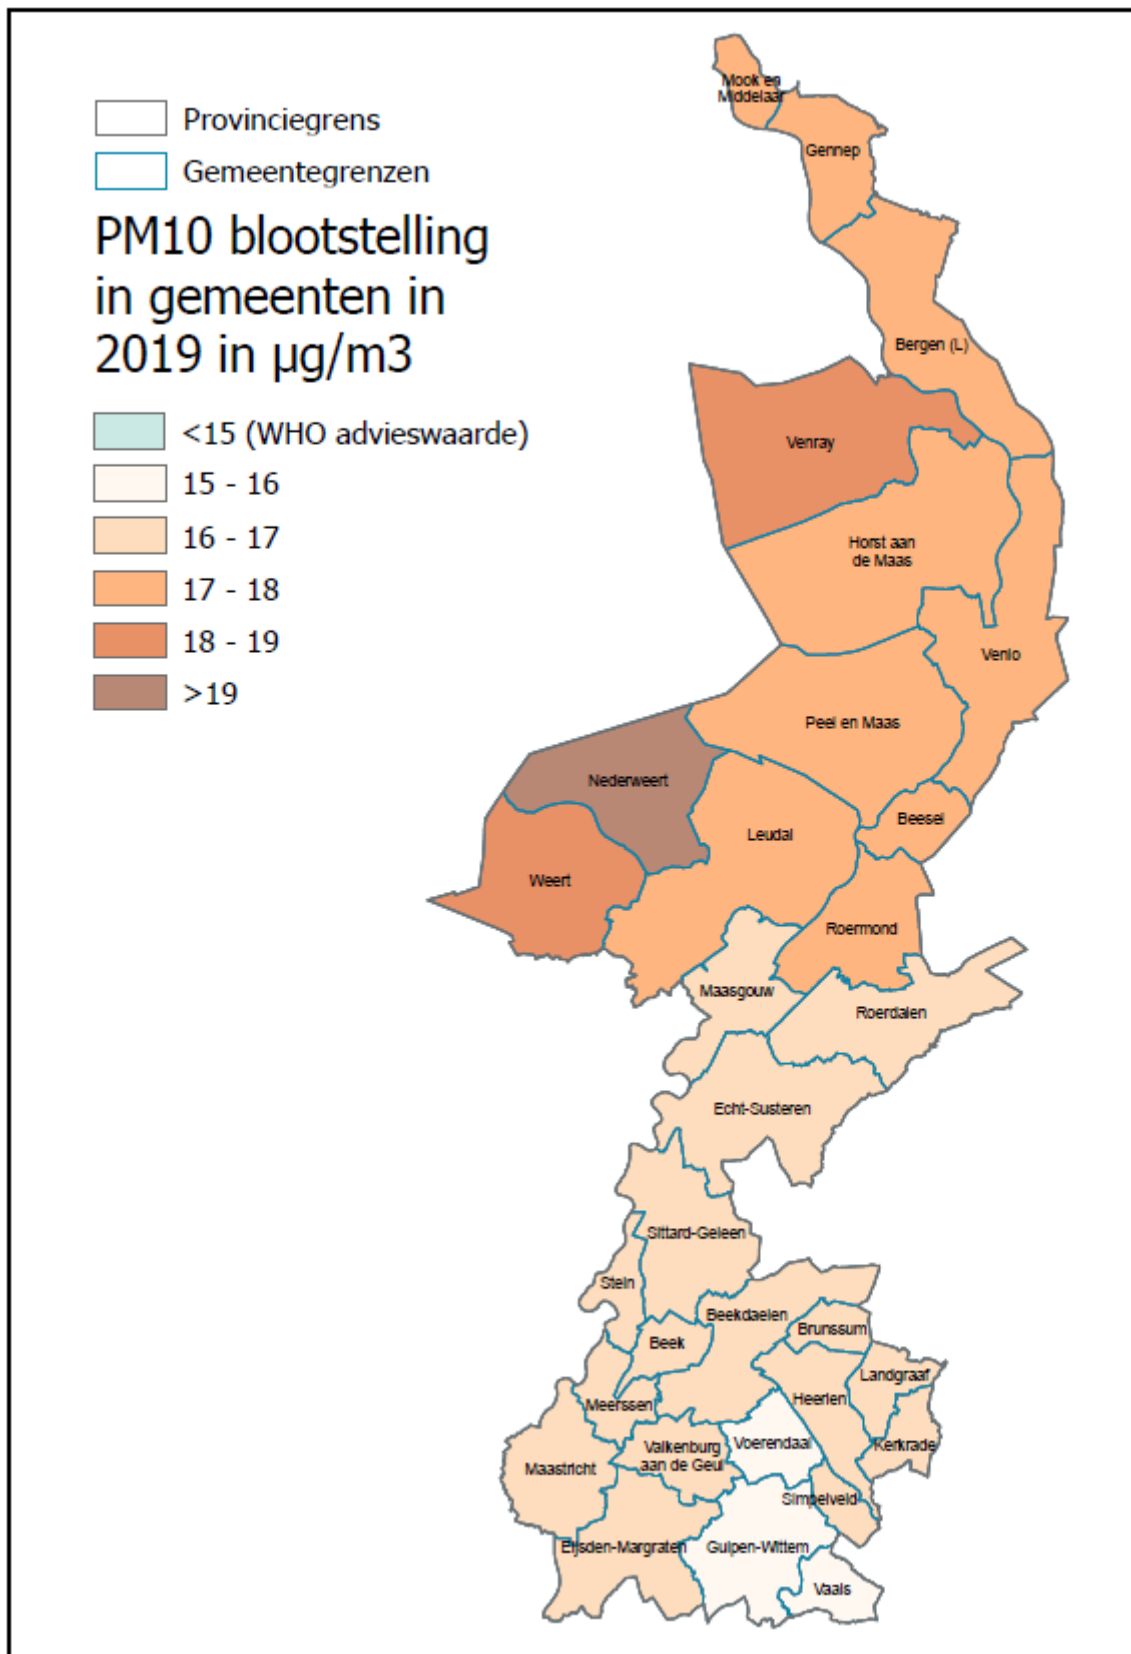 Provinciegrens
Gemeentegrenzen
PM10 blootstelling
in gemeenten in
2019 in µg/m3
<15 (WHO advieswaarde)
15 - 16
16 - 17
17 - 18
18 - 19
>19
Mook en
Middelaar
Gennep
Bergen (L)
Venray
Horst aan
de Maas
Venlo
Peel en Maas
Nederweert
Beesel
Leudal
Weert
Roermond
Maasgouw
Roerdalen
Echt-Susteren
Sittard-Geleen
Stein
Beekdaelen
Brunssum
Beek
Landgraaf
Heerlen
Meerssen
Voerendaal
Kerkrade
Valkenburg
aan de Geul
Maastricht
Simpelveld
Eijsden-Margraten
Gulpen-Wittem
Vaals